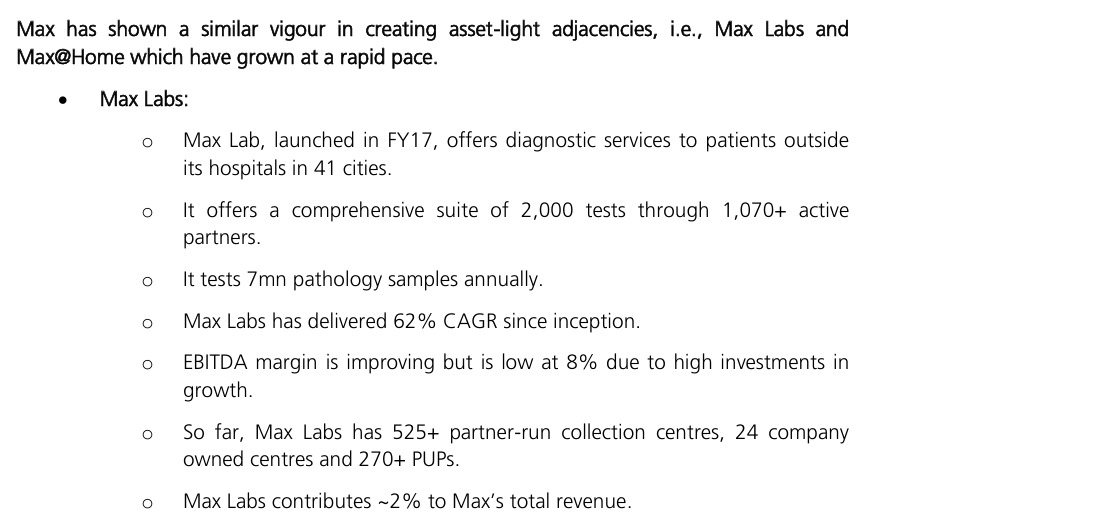 Max has shown a similar vigour in creating asset-light adjacencies, i.e., Max Labs and
Max@Home which have grown at a rapid pace.
• Max Labs:
o Max Lab, launched in FY17, offers diagnostic services to patients outside
its hospitals in 41 cities.
o It offers a comprehensive suite of 2,000 tests through 1,070+ active
partners.
o It tests 7mn pathology samples annually.
o Max Labs has delivered 62% CAGR since inception.
o EBITDA margin is improving but is low at 8% due to high investments in
growth.
o So far, Max Labs has 525+ partner-run collection centres, 24 company
owned centres and 270+ PUPs.
o Max Labs contributes ~2% to Max’s total revenue.